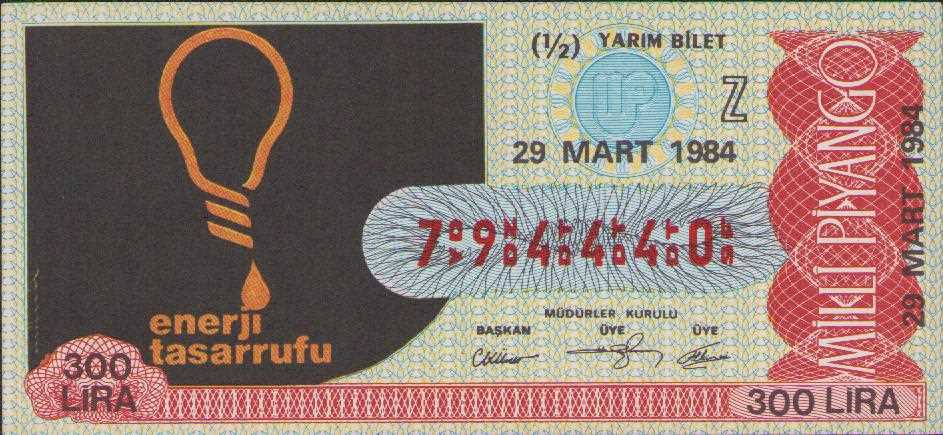 (½) YARIM BİLET
MP
Z
29 MART 1984
794440
MÜDÜRLER KURULU
BAŞKAN ÜYE ÜYE
enerji
tasarrufu
300
LİRA
300 LİRA
MİLLİ PİYANGO
29 MART 1984